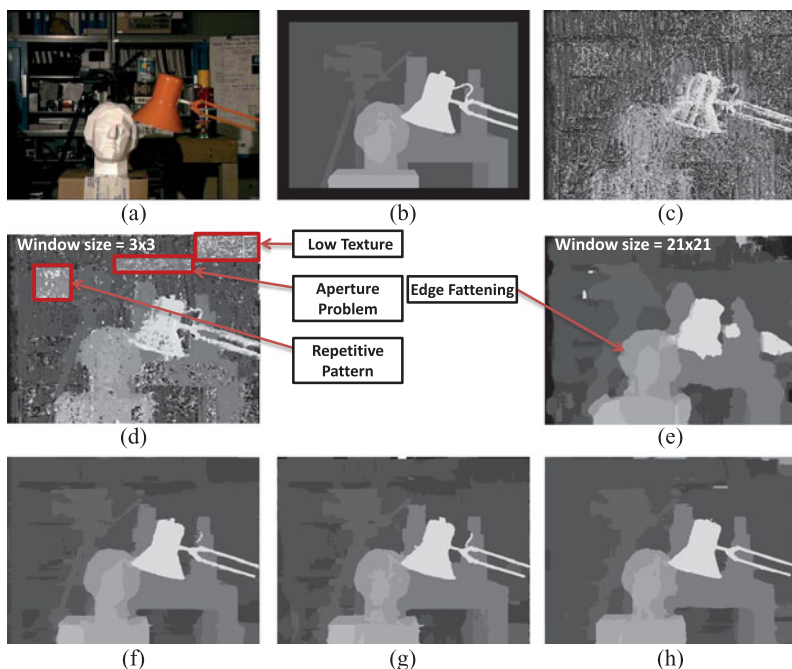 (a)
(b)
(c)
Window size = 3x3
Low Texture
Aperture
Problem
Repetitive
Pattern
Edge Fattening
Window size = 21x21
(d)
(e)
(f)
(g)
(h)